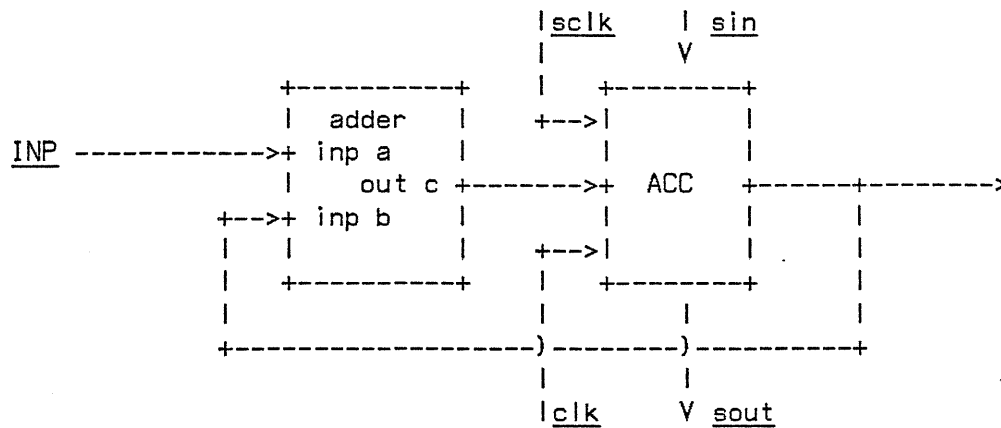 sclk sin
adder
INP inp a
out c ACC
inp b
clk sout